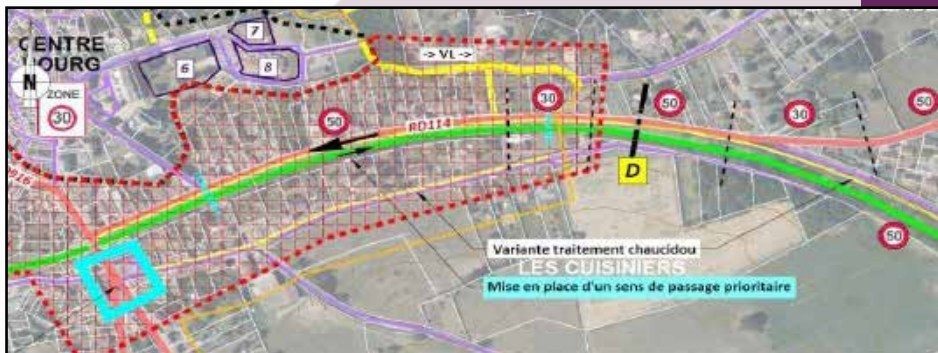 CENTRE
BOURG
N
ZONE
30
7
6
8
-> VL ->
50
RD114
30
50
30
50
D
50
Variante traitement chaucidou
LES CUISINIERS
Mise en place d'un sens de passage prioritaire